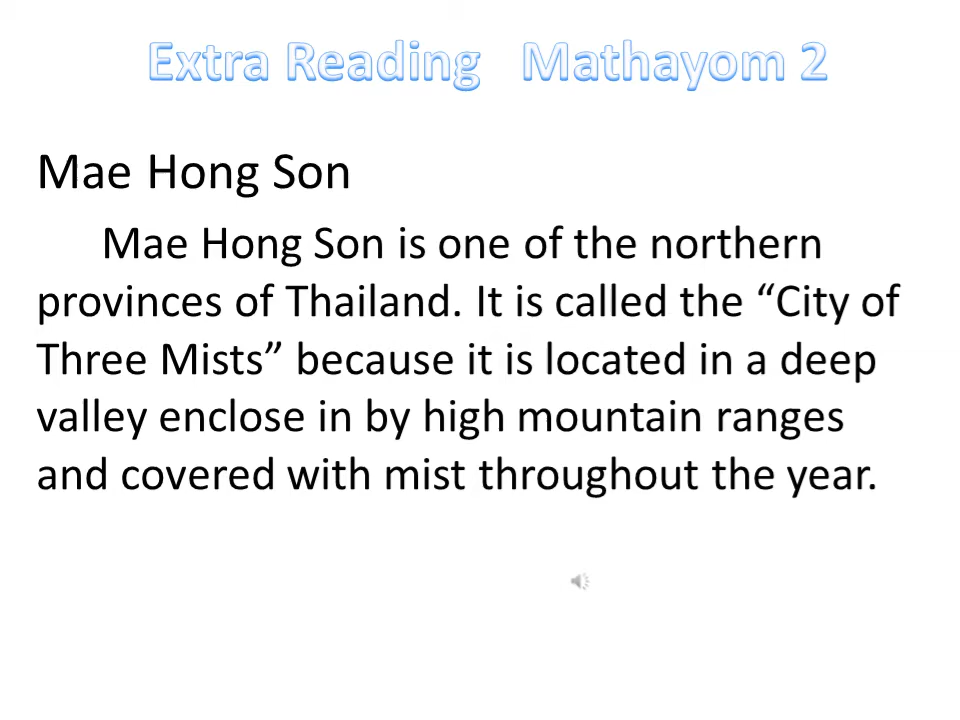 Extra Reading Mathayom 2
Mae Hong Son
Mae Hong Son is one of the northern
provinces of Thailand. It is called the “City of
Three Mists” because it is located in a deep
valley enclose in by high mountain ranges
and covered with mist throughout the year.